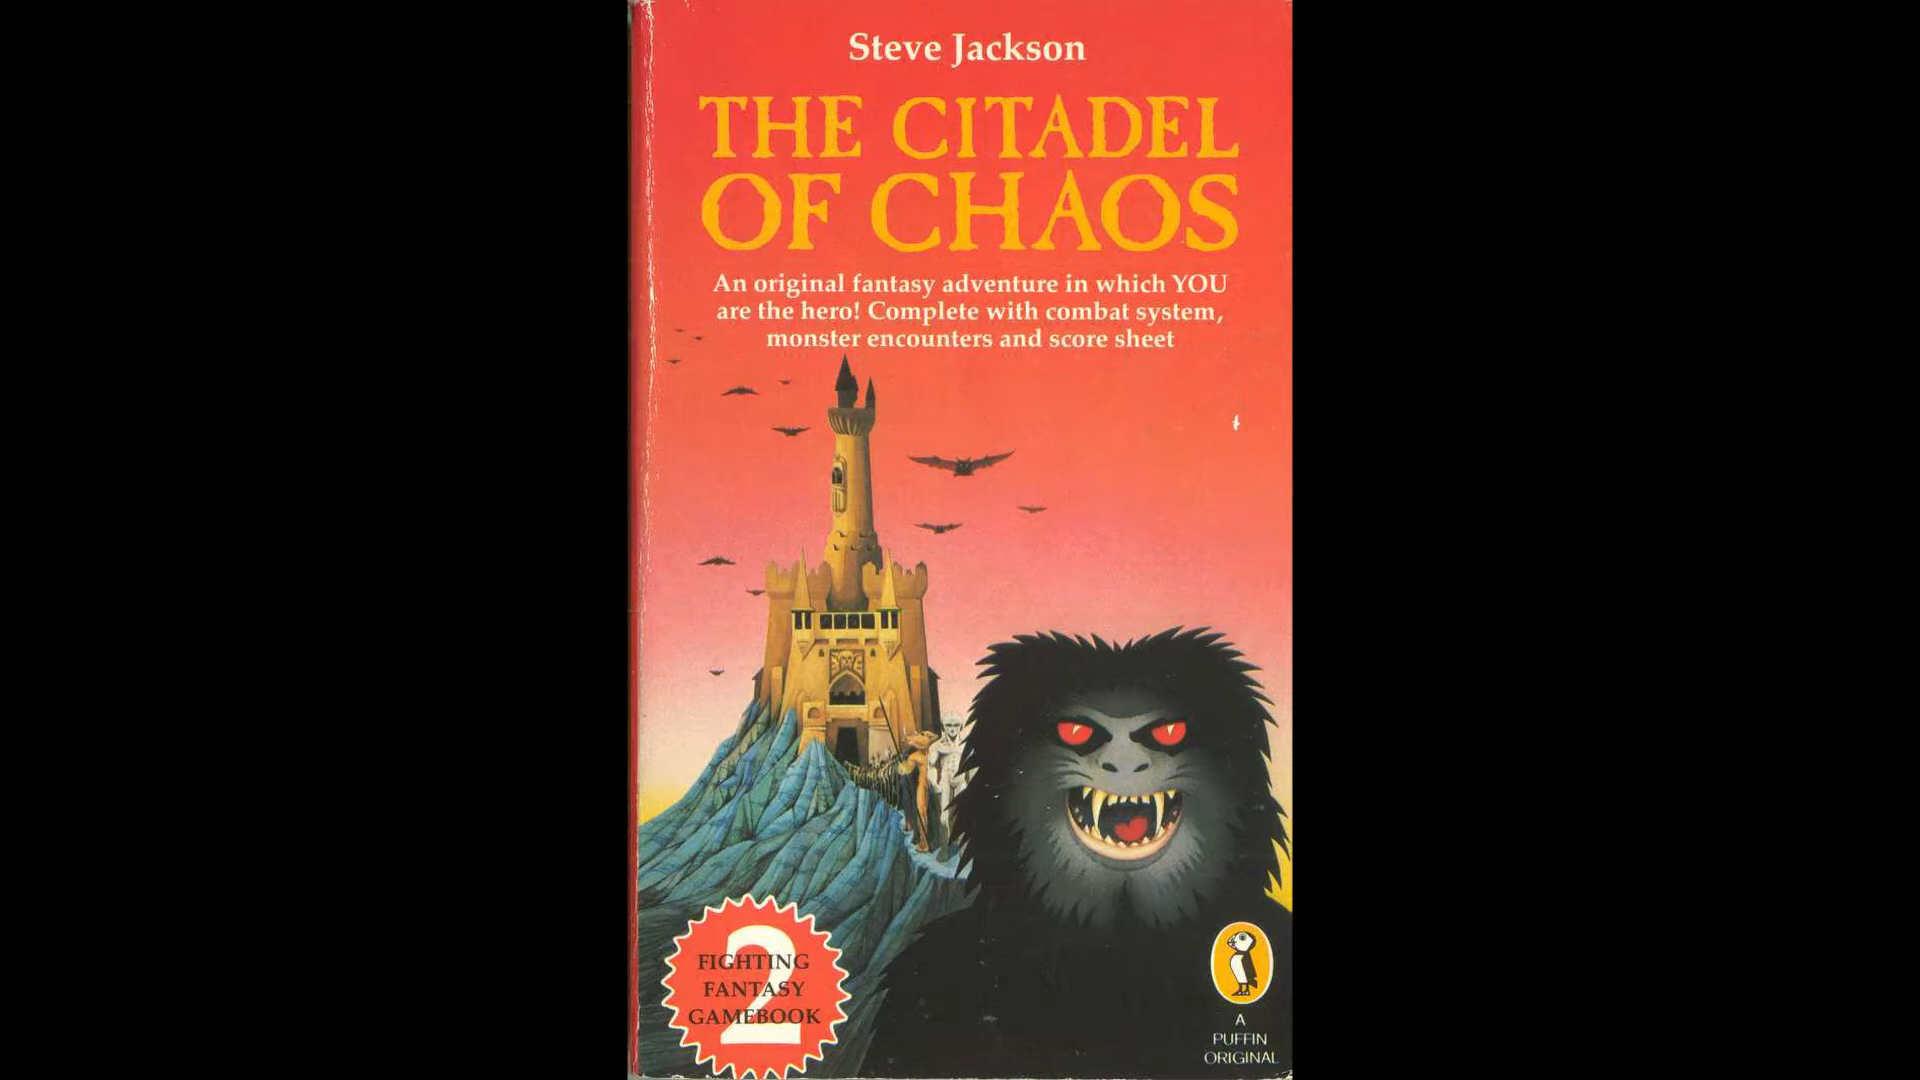 Steve Jackson
THE CITADEL
OF CHAOS
An original fantasy adventure in which YOU
are the hero! Complete with combat system,
monster encounters and score sheet
2
FIGHTING
FANTASY
GAMEBOOK
A
PUFFIN
ORIGINAL